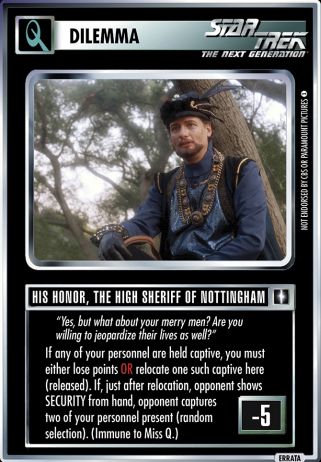 Q
DILEMMA
STAR TREK
THE NEXT GENERATION
NOT ENDORSED BY CBS OR PARAMOUNT PICTURES
HIS HONOR, THE HIGH SHERIFF OF NOTTINGHAM
"Yes, but what about your merry men? Are you
willing to jeopardize their lives as well?"
If any of your personnel are held captive, you must
either lose points OR relocate one such captive here
(released). If, just after relocation, opponent shows
SECURITY from hand, opponent captures
two of your personnel present (random
selection). (Immune to Miss Q.)
-5
ERRATA